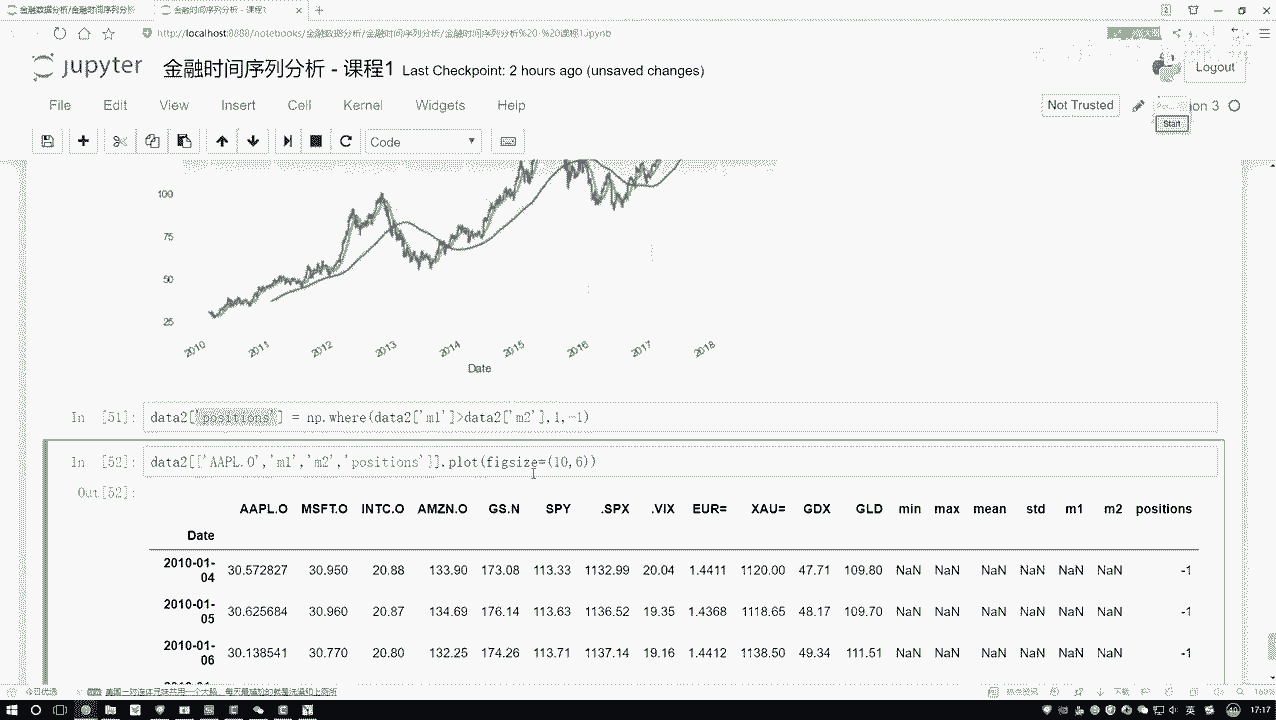 金融数据分析/金融时间序列分析
金融时间序列分析 - 课程1
http://localhost:8888/notebooks/金融数据分析/金融时间序列分析/金融时间序列分析%20-%20课程1.ipynb
jupyter 金融时间序列分析 - 课程1 Last Checkpoint: 2 hours ago (unsaved changes)
Logout
File Edit View Insert Cell Kernel Widgets Help
Not Trusted
on 3
Start
Code
100
75
50
25
2010 2011 2012 2013 2014 2015 2016 2017 2018
Date
In [51]: data2['positions'] = np.where(data2['m1']>data2['m2'],1,-1)
In [52]: data2[['AAPL.O','m1','m2','positions']].plot(figsize=(10,6))
Out[52]:
AAPL.O MSFT.O INTC.O AMZN.O GS.N SPY .SPX .VIX EUR= XAU= GDX GLD min max mean std m1 m2 positions
Date
2010-01-04 30.572827 30.950 20.88 133.90 173.08 113.33 1132.99 20.04 1.4411 1120.00 47.71 109.80 NaN NaN NaN NaN NaN NaN -1
2010-01-05 30.625684 30.960 20.87 134.69 176.14 113.63 1136.52 19.35 1.4368 1118.65 48.17 109.70 NaN NaN NaN NaN NaN NaN -1
2010-01-06 30.138541 30.770 20.80 132.25 174.26 113.71 1137.14 19.16 1.4412 1138.50 49.34 111.51 NaN NaN NaN NaN NaN NaN -1
今日优选
下载
169%
英
17:17